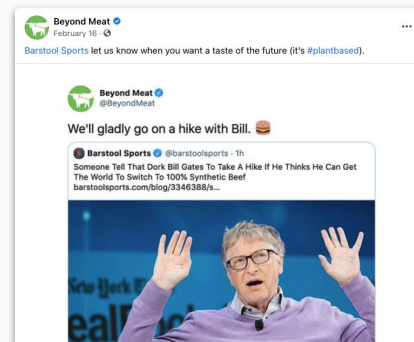 Beyond Meat
February 16 ·
Barstool Sports let us know when you want a taste of the future (it's #plantbased).
Beyond Meat
@BeyondMeat
We'll gladly go on a hike with Bill. 🍔
Barstool Sports @barstoolsports · 1h
Someone Tell That Dork Bill Gates To Take A Hike If He Thinks He Can Get
The World To Switch To 100% Synthetic Beef
barstoolsports.com/blog/3346388/s...
New York